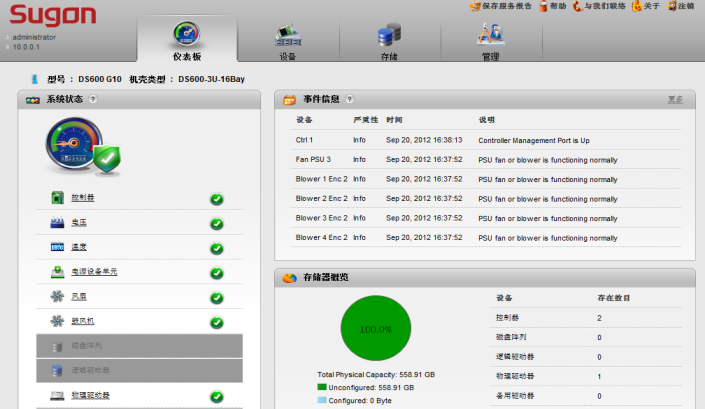 Sugon
保存服务报告 帮助 与我们联络 关于 注销
administrator
10.0.0.1
仪表板 设备 存储 管理
型号 : DS600 G10 机壳类型 : DS600-3U-16Bay
系统状态
控制器
电压
温度
电源设备单元
风扇
鼓风机
磁盘阵列
逻辑驱动器
物理驱动器
事件信息 更多
设备 严重性 时间 说明
Ctrl 1 Info Sep 20, 2012 16:38:13 Controller Management Port is Up
Fan PSU 3 Info Sep 20, 2012 16:37:52 PSU fan or blower is functioning normally
Blower 1 Enc 2 Info Sep 20, 2012 16:37:52 PSU fan or blower is functioning normally
Blower 2 Enc 2 Info Sep 20, 2012 16:37:52 PSU fan or blower is functioning normally
Blower 3 Enc 2 Info Sep 20, 2012 16:37:52 PSU fan or blower is functioning normally
Blower 4 Enc 2 Info Sep 20, 2012 16:37:52 PSU fan or blower is functioning normally
存储器概览
100.0%
Total Physical Capacity: 558.91 GB
Unconfigured: 558.91 GB
Configured: 0 Byte
设备 存在数目
控制器 2
磁盘阵列 0
逻辑驱动器 0
物理驱动器 1
备用驱动器 0